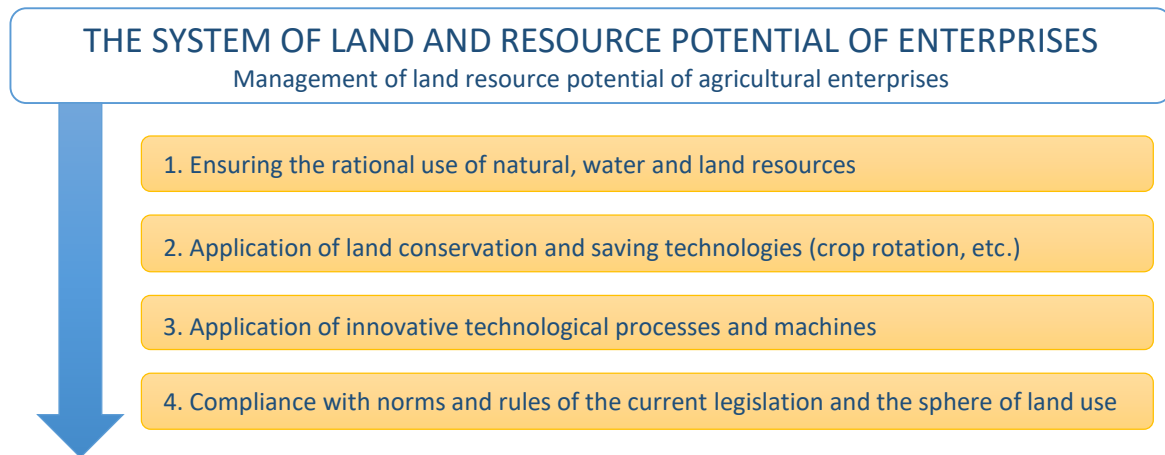 THE SYSTEM OF LAND AND RESOURCE POTENTIAL OF ENTERPRISES
Management of land resource potential of agricultural enterprises
1. Ensuring the rational use of natural, water and land resources
2. Application of land conservation and saving technologies (crop rotation, etc.)
3. Application of innovative technological processes and machines
4. Compliance with norms and rules of the current legislation and the sphere of land use